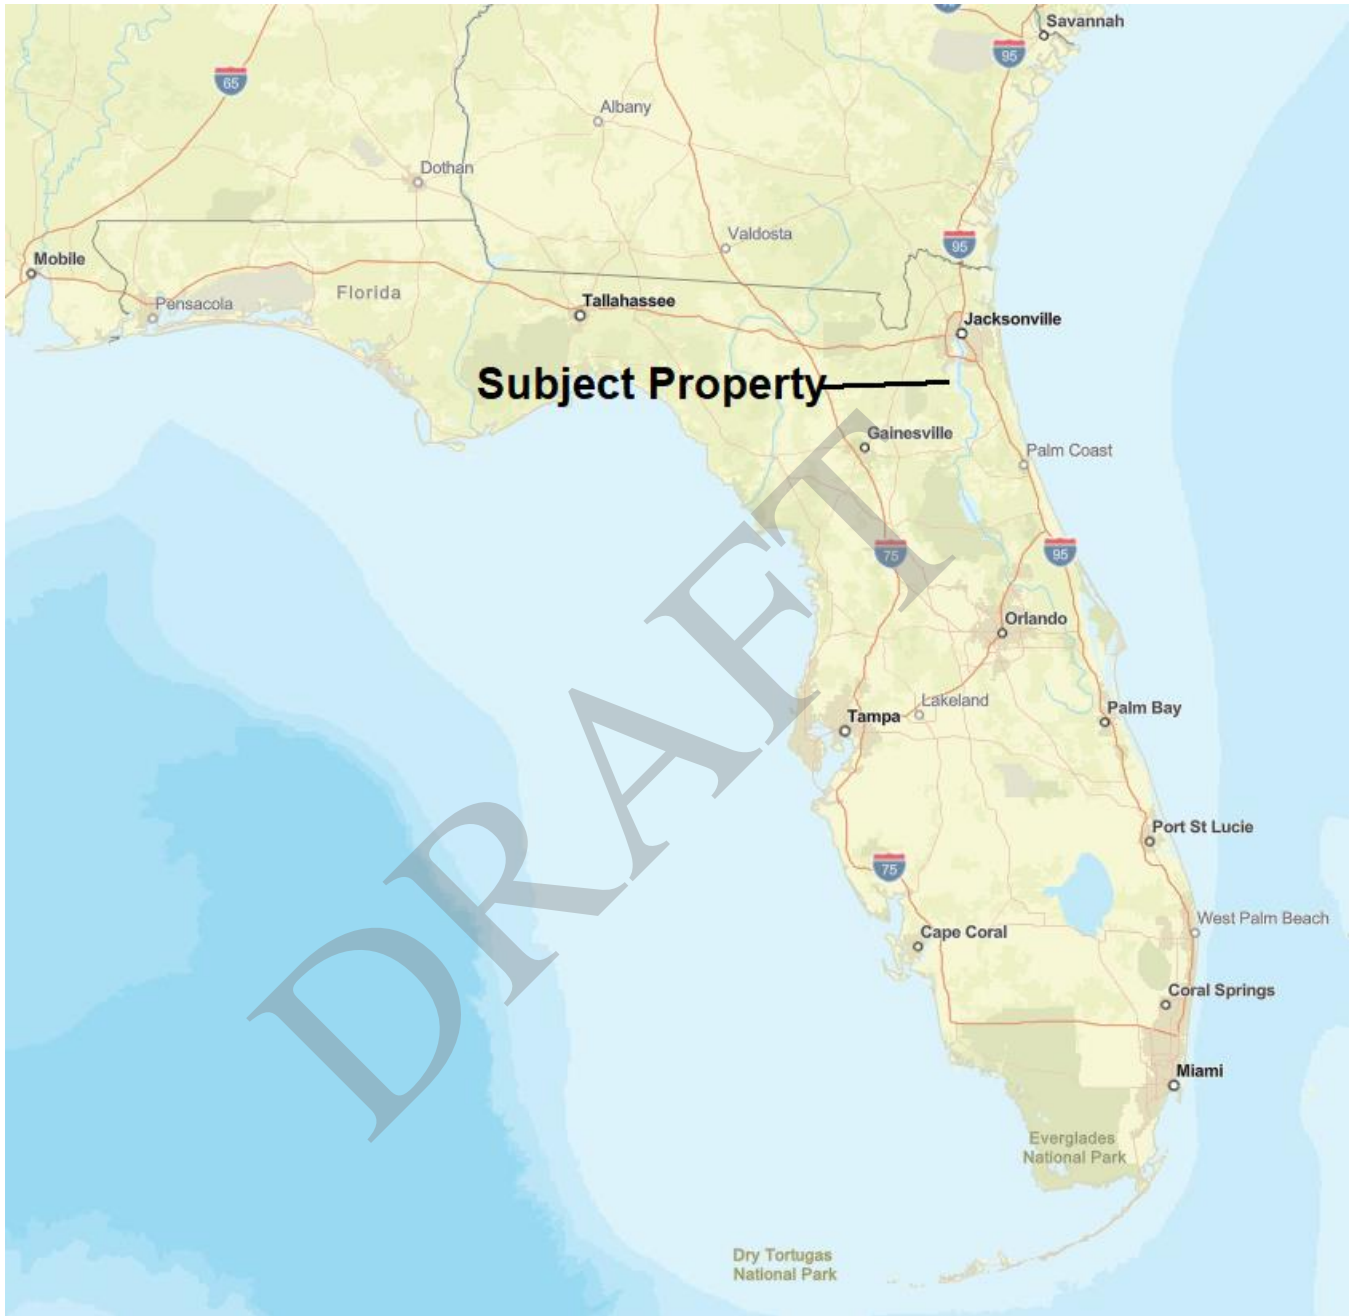 Savannah
95
65
Albany
Dothan
Valdosta
95
Mobile
Florida
Pensacola
Tallahassee
Jacksonville
Subject Property
Gainesville
Palm Coast
75
95
Orlando
Lakeland
Tampa
Palm Bay
Port St Lucie
75
West Palm Beach
Cape Coral
Coral Springs
Miami
Everglades
National Park
Dry Tortugas
National Park
DRAFT